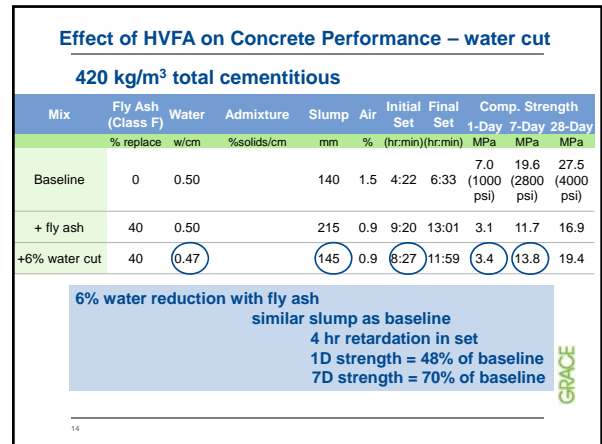 Effect of HVFA on Concrete Performance – water cut
420 kg/m³ total cementitious
Mix Fly Ash (Class F) Water Admixture Slump Air Initial Set Final Set Comp. Strength 1-Day 7-Day 28-Day
% replace w/cm %solids/cm mm % (hr:min) (hr:min) MPa MPa MPa
Baseline 0 0.50 140 1.5 4:22 6:33 7.0 (1000 psi) 19.6 (2800 psi) 27.5 (4000 psi)
+ fly ash 40 0.50 215 0.9 9:20 13:01 3.1 11.7 16.9
+6% water cut 40 0.47 145 0.9 8:27 11:59 3.4 13.8 19.4
6% water reduction with fly ash
similar slump as baseline
4 hr retardation in set
1D strength = 48% of baseline
7D strength = 70% of baseline
GRACE
14